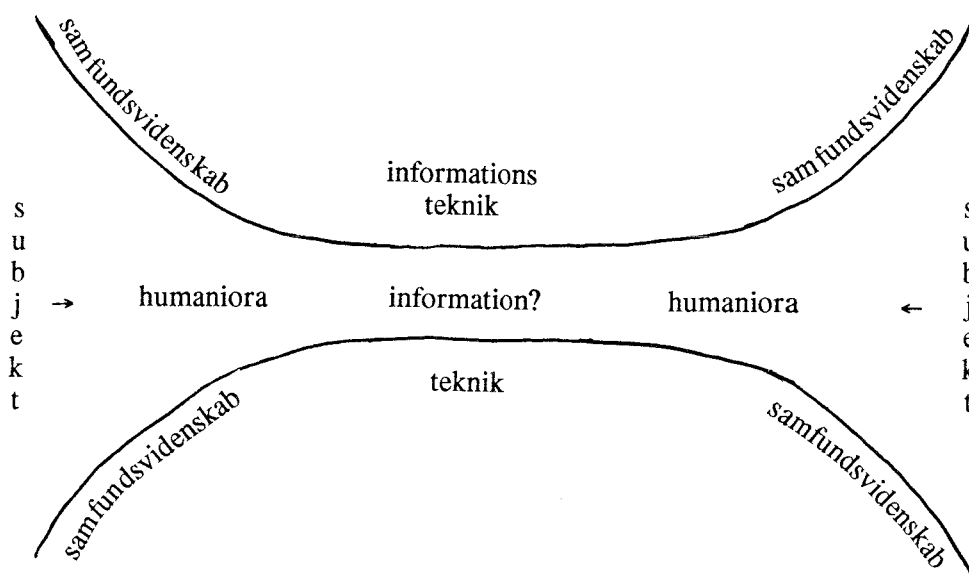 samfundsvidenskab
samfundsvidenskab
informations
teknik
subjekt
→ humaniora
information?
humaniora ←
subjekt
teknik
samfundsvidenskab
samfundsvidenskab